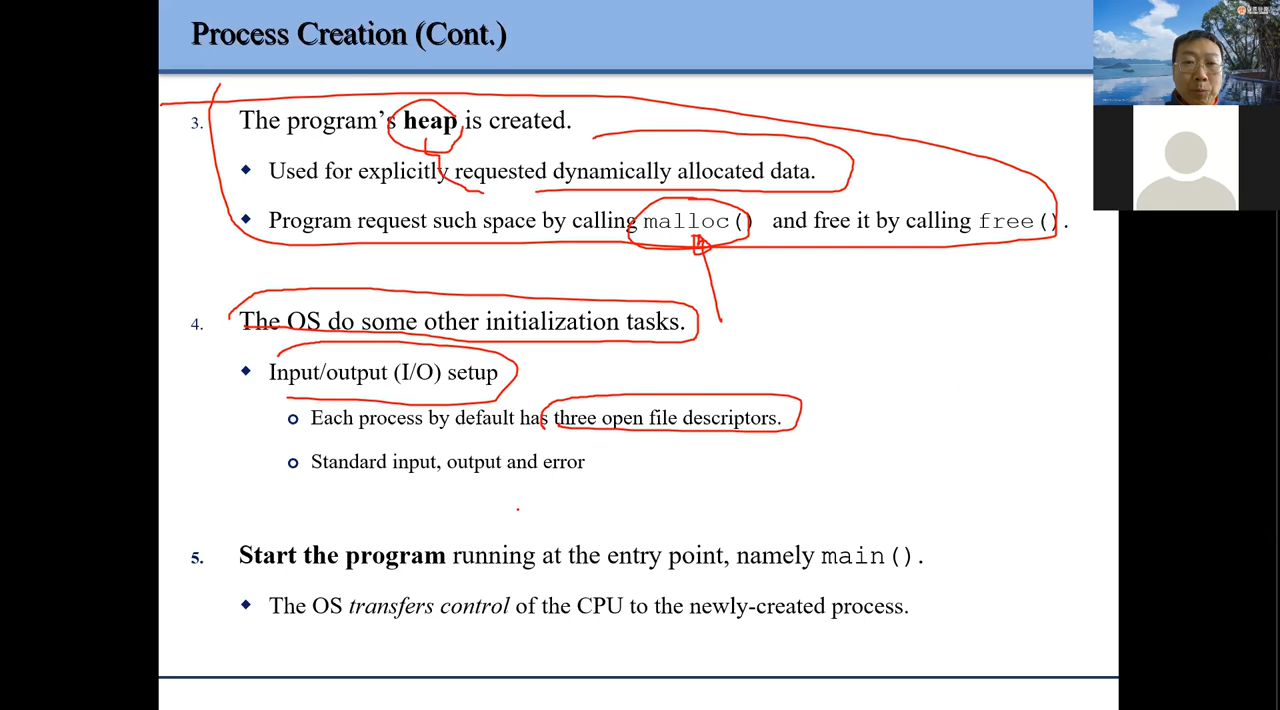 Process Creation (Cont.)
3. The program's heap is created.
Used for explicitly requested dynamically allocated data.
Program request such space by calling malloc() and free it by calling free().
4. The OS do some other initialization tasks.
Input/output (I/O) setup
Each process by default has three open file descriptors.
Standard input, output and error
5. Start the program running at the entry point, namely main().
The OS transfers control of the CPU to the newly-created process.